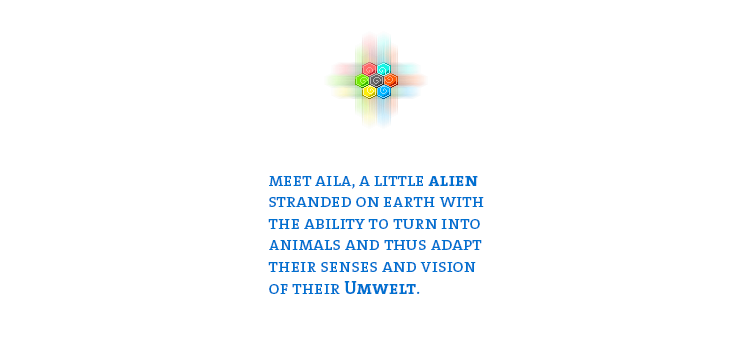 MEET AILA, A LITTLE ALIEN
STRANDED ON EARTH WITH
THE ABILITY TO TURN INTO
ANIMALS AND THUS ADAPT
THEIR SENSES AND VISION
OF THEIR UMWELT.